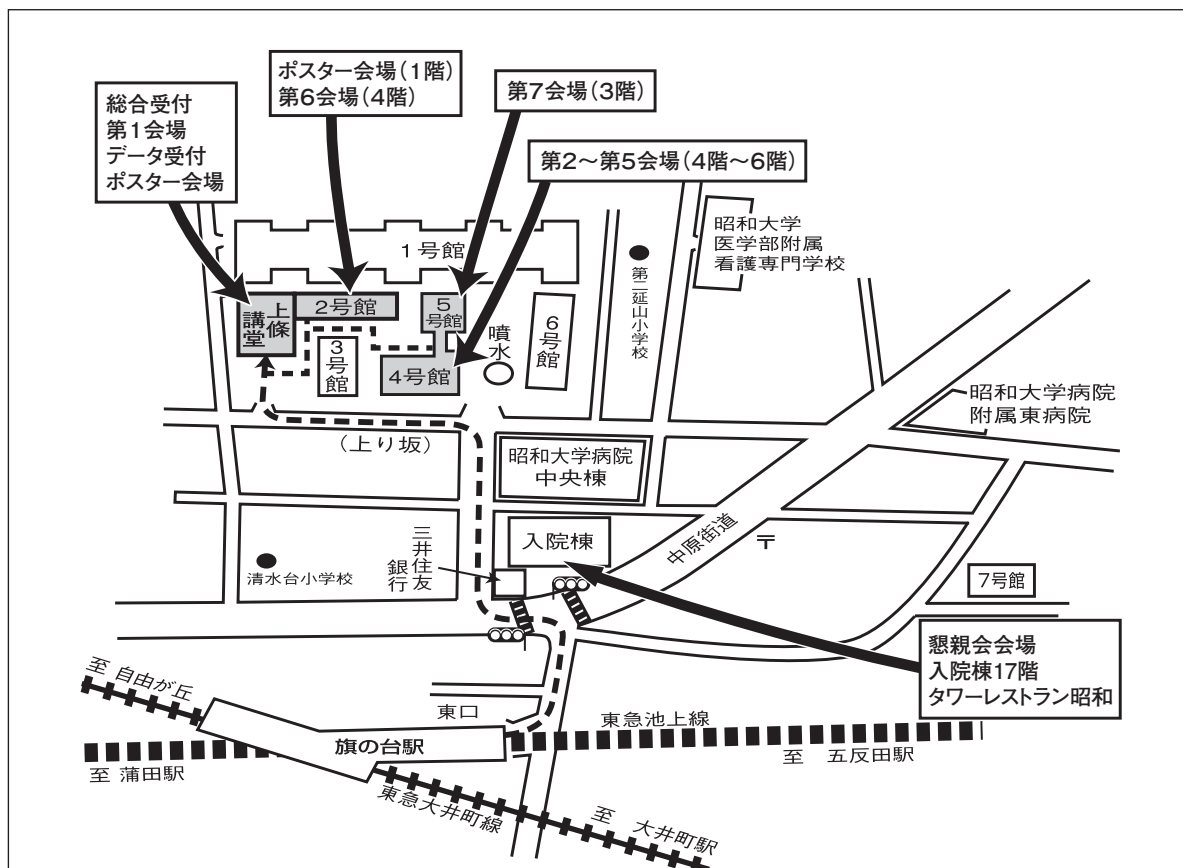 ポスター会場（1階）
第6会場（4階）
総合受付
第1会場
データ受付
ポスター会場
第7会場（3階）
第2～第5会場（4階～6階）
昭和大学
医学部附属
看護専門学校
1号館
第二延山小学校
上條
講堂
2号館
3号館
5号館
4号館
噴水
6号館
昭和大学病院
附属東病院
（上り坂）
昭和大学病院
中央棟
入院棟
中原街道
〒
三井住友
銀行
清水台小学校
7号館
懇親会会場
入院棟17階
タワーレストラン昭和
至 自由が丘
東口
東急池上線
旗の台駅
至 蒲田駅
至 五反田駅
東急大井町線
至 大井町駅